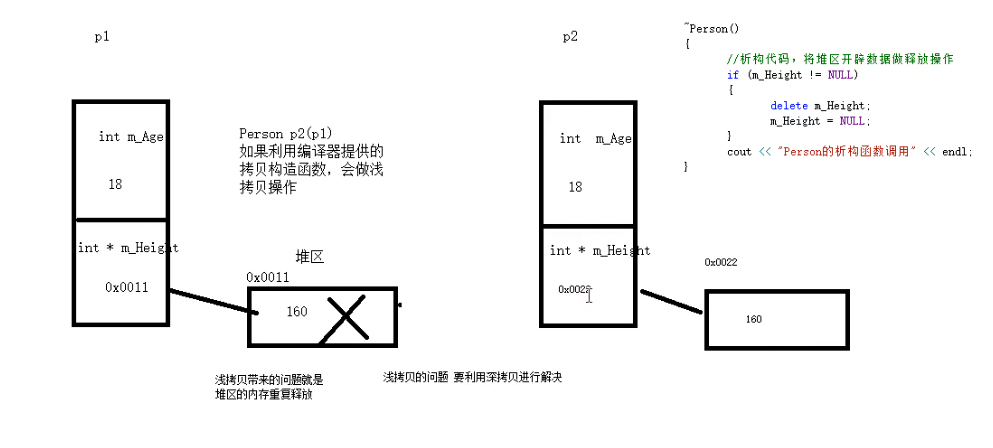 p1
int m_Age
18
int * m_Height
0x0011
Person p2(p1)
如果利用编译器提供的
拷贝构造函数，会做浅
拷贝操作
堆区
0x0011
160
浅拷贝带来的问题就是
堆区的内存重复释放
浅拷贝的问题 要利用深拷贝进行解决
p2
int m_Age
18
int * m_Height
0x0022
0x0022
160
~Person()
{
//析构代码，将堆区开辟数据做释放操作
if (m_Height != NULL)
{
delete m_Height;
m_Height = NULL;
}
cout << "Person的析构函数调用" << endl;
}